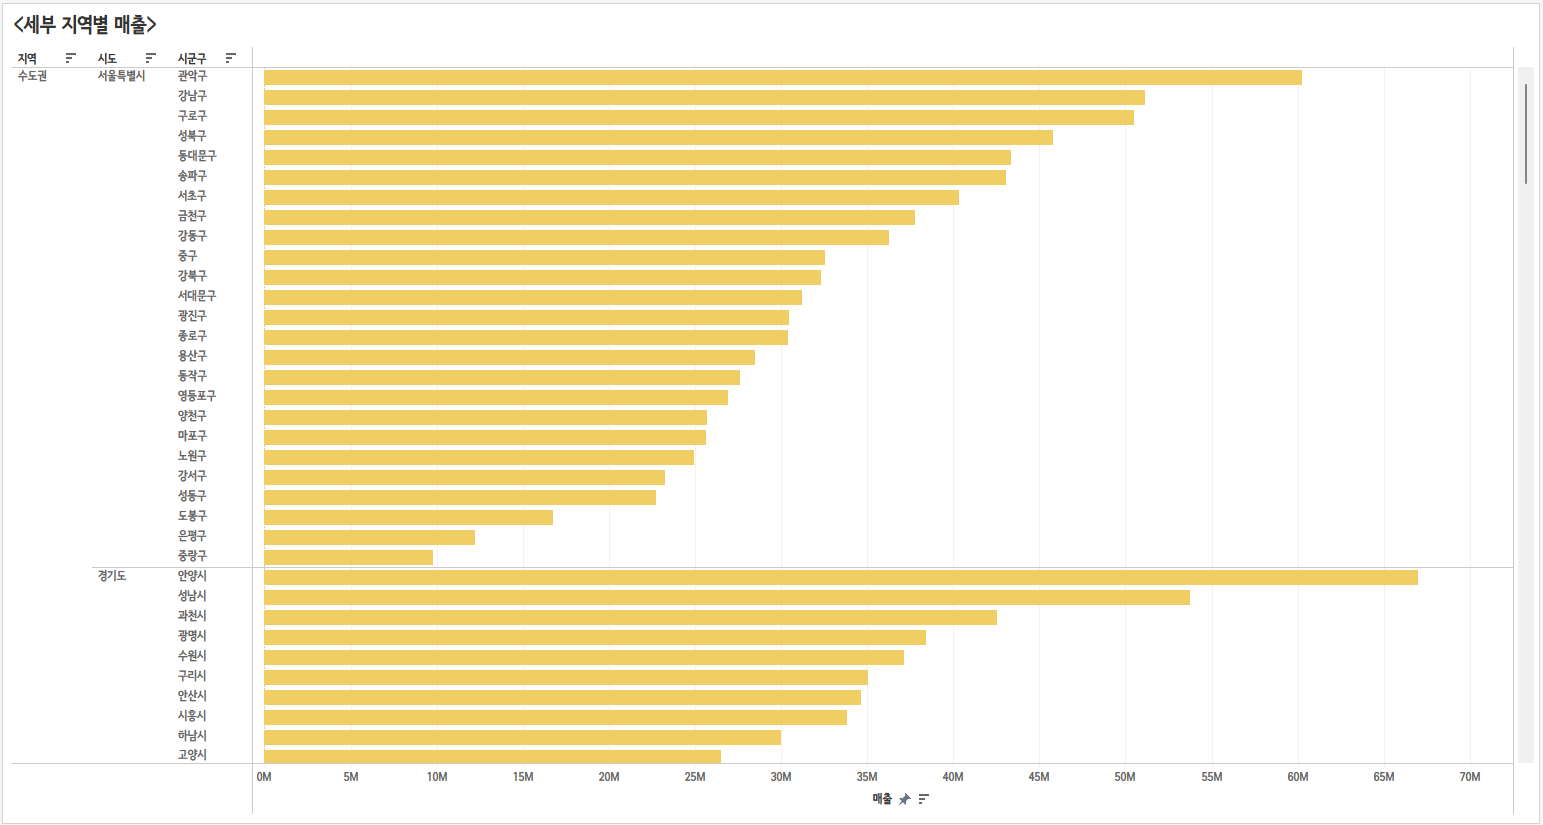 <세부 지역별 매출>
지역 시도 시군구
수도권 서울특별시 관악구
강남구
구로구
성북구
동대문구
송파구
서초구
금천구
강동구
중구
강북구
서대문구
광진구
종로구
용산구
동작구
영등포구
양천구
마포구
노원구
강서구
성동구
도봉구
은평구
중랑구
경기도 안양시
성남시
과천시
광명시
수원시
구리시
안산시
시흥시
하남시
고양시
0M 5M 10M 15M 20M 25M 30M 35M 40M 45M 50M 55M 60M 65M 70M
매출